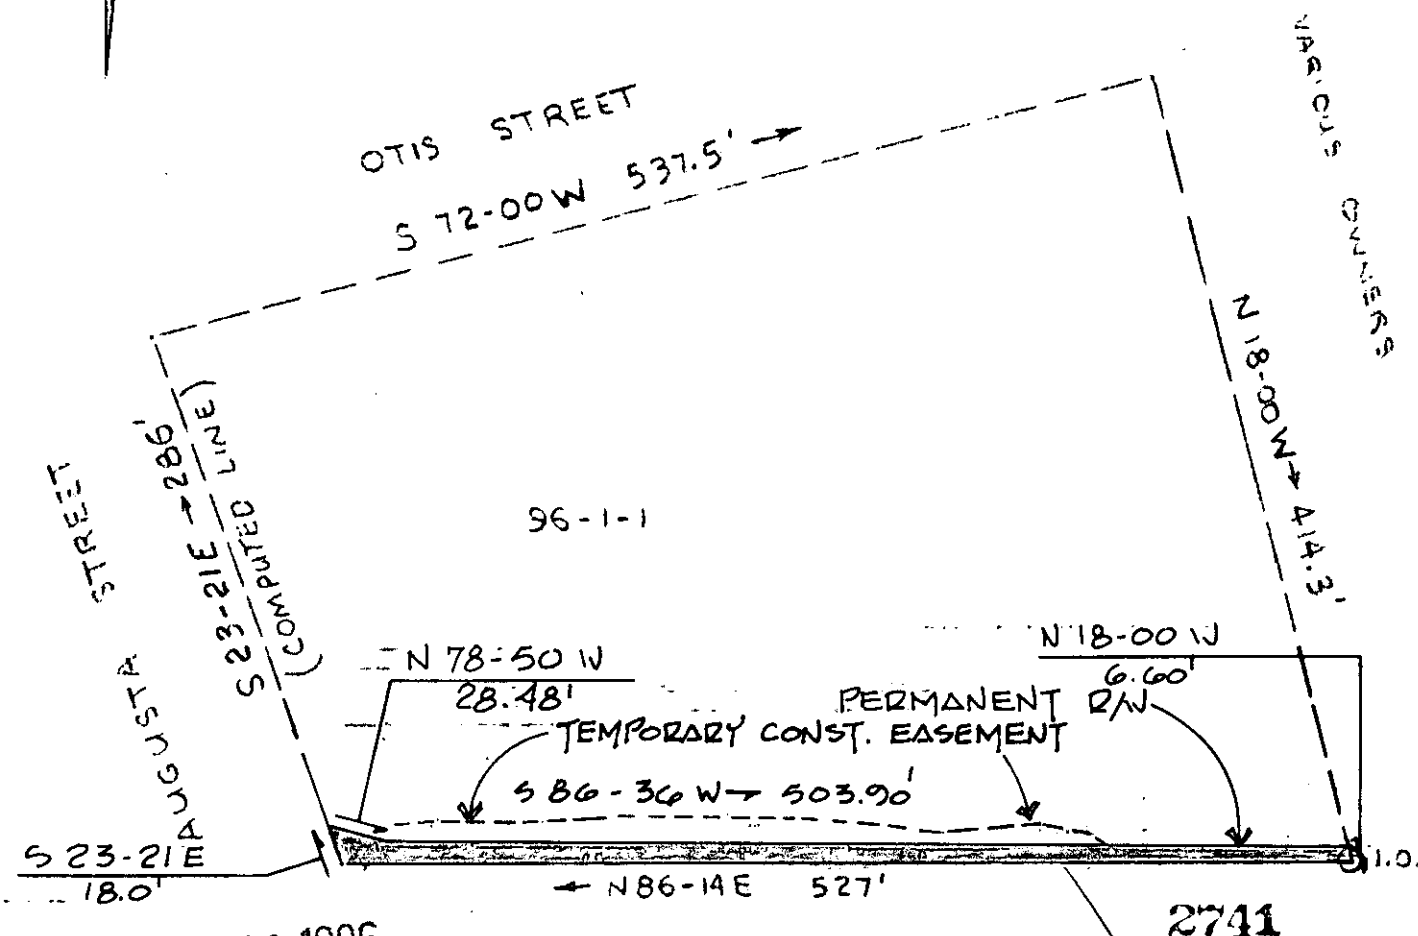 OTIS STREET
S 72-00 W 537.5'
VARIOUS OWNERS
N 18-00 W 414.3'
S 23-21 E 286'
(COMPUTED LINE)
AUGUSTA STREET
96-1-1
N 78-50 W
28.48'
N 18-00 W
6.60'
PERMANENT R/W
TEMPORARY CONST. EASEMENT
S 86-36 W 503.90'
S 23-21 E
18.0'
N 86-14 E 527'
2741